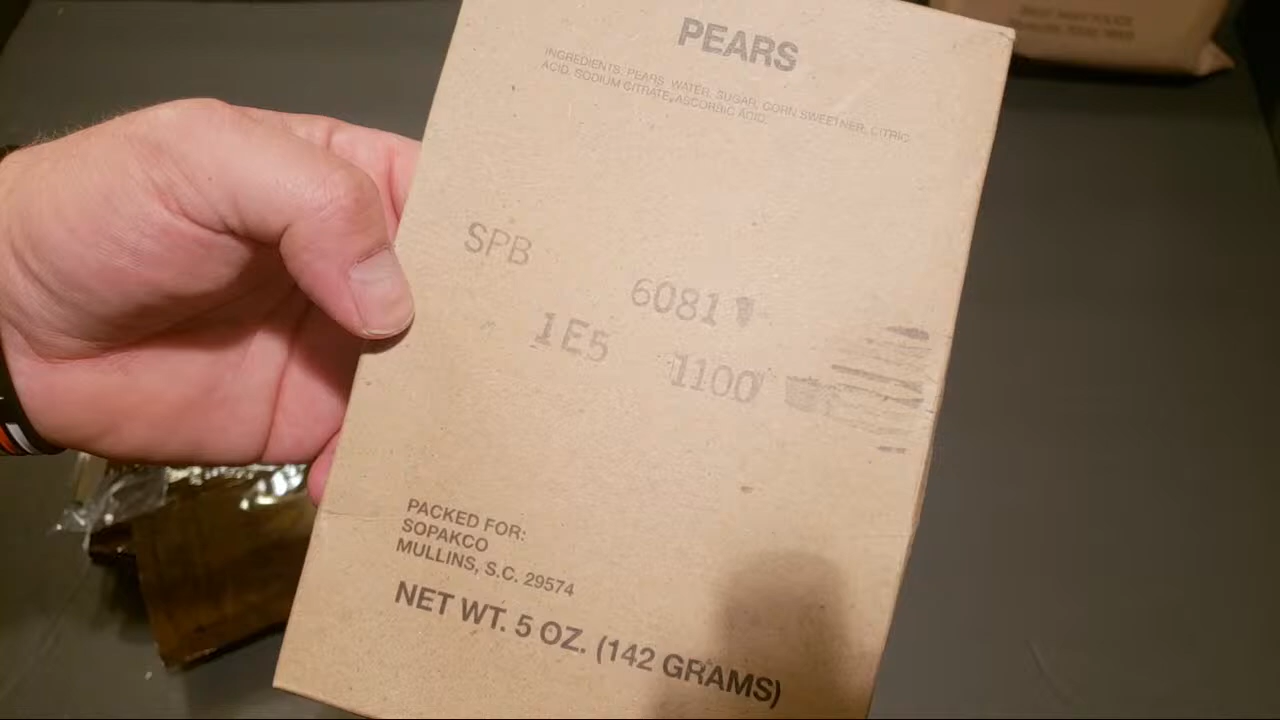 PEARS
INGREDIENTS: PEARS, WATER, SUGAR, CORN SWEETNER, CITRIC
ACID, SODIUM CITRATE, ASCORBIC ACID.
SPB
6081
1E5 1100
PACKED FOR:
SOPAKCO
MULLINS, S.C. 29574
NET WT. 5 OZ. (142 GRAMS)